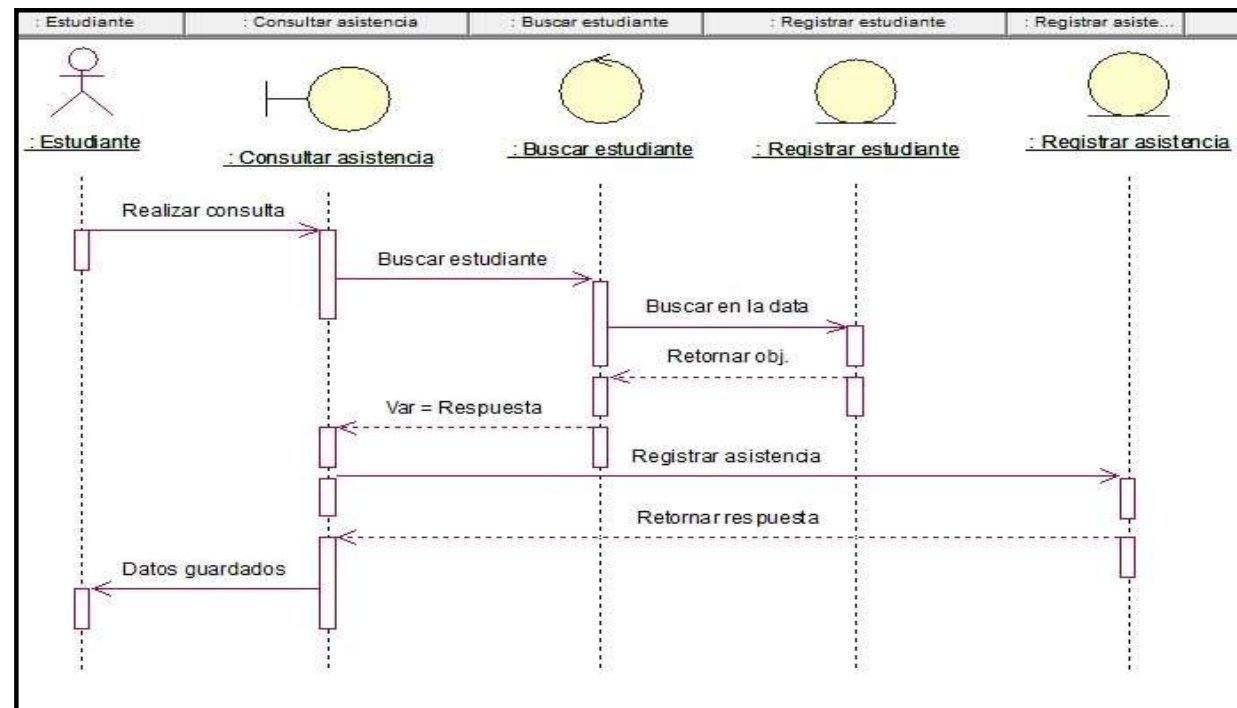 : Estudiante
: Consultar asistencia
: Buscar estudiante
: Registrar estudiante
: Registrar asiste...
: Estudiante
: Consultar asistencia
: Buscar estudiante
: Registrar estudiante
: Registrar asistencia
Realizar consulta
Buscar estudiante
Buscar en la data
Retornar obj.
Var = Respuesta
Registrar asistencia
Retornar respuesta
Datos guardados